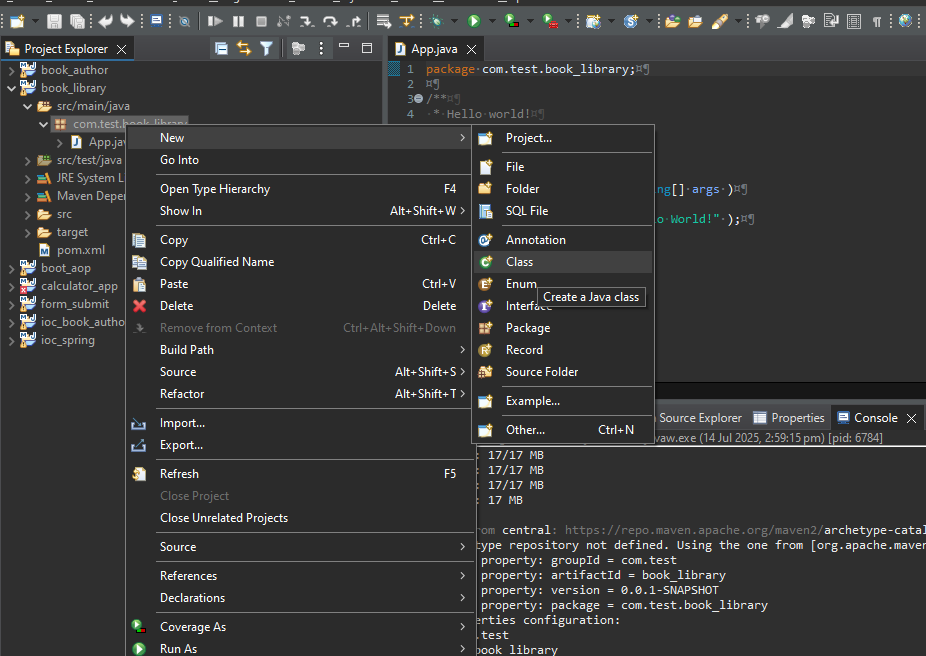 Project Explorer
book_author
book_library
src/main/java
com.test.book_library
App.jav
src/test/java
JRE System L
Maven Depe
src
target
pom.xml
boot_aop
calculator_app
form_submit
ioc_book_autho
ioc_spring
New
Go Into
Open Type Hierarchy F4
Show In Alt+Shift+W
Copy Ctrl+C
Copy Qualified Name
Paste Ctrl+V
Delete Delete
Remove from Context Ctrl+Alt+Shift+Down
Build Path
Source Alt+Shift+S
Refactor Alt+Shift+T
Import...
Export...
Refresh F5
Close Project
Close Unrelated Projects
Source
References
Declarations
Coverage As
Run As
Project...
File
Folder
SQL File
Annotation
Class
Enum
Interface
Create a Java class
Package
Record
Source Folder
Example...
Other... Ctrl+N
App.java
1 package com.test.book_library;¤¶
2 ¤¶
3 /**¤¶
4 * Hello world!¤¶
ng[] args )¤¶
o World!" );¤¶
Source Explorer Properties Console
vaw.exe (14 Jul 2025, 2:59:15 pm) [pid: 6784]
: 17/17 MB
: 17/17 MB
: 17/17 MB
: 17 MB
rom central: https://repo.maven.apache.org/maven2/archetype-catal
type repository not defined. Using the one from [org.apache.maven
property: groupId = com.test
property: artifactId = book_library
property: version = 0.0.1-SNAPSHOT
property: package = com.test.book_library
erties configuration:
.test
book_library